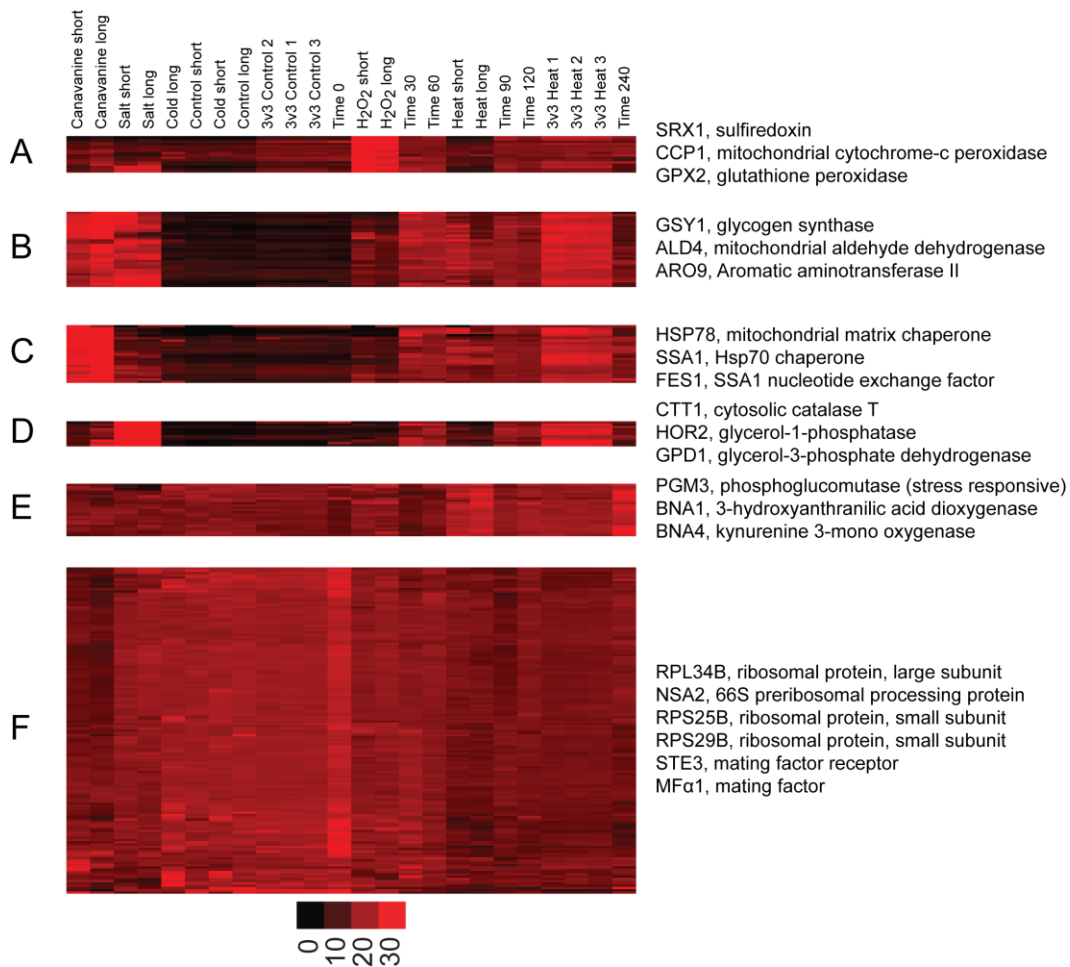 Canavanine short
Canavanine long
Salt short
Salt long
Cold long
Control short
Cold short
Control long
3v3 Control 2
3v3 Control 1
3v3 Control 3
Time 0
H2O2 short
H2O2 long
Time 30
Time 60
Heat short
Heat long
Time 90
Time 120
3v3 Heat 1
3v3 Heat 2
3v3 Heat 3
Time 240
A
SRX1, sulfiredoxin
CCP1, mitochondrial cytochrome-c peroxidase
GPX2, glutathione peroxidase
B
GSY1, glycogen synthase
ALD4, mitochondrial aldehyde dehydrogenase
ARO9, Aromatic aminotransferase II
C
HSP78, mitochondrial matrix chaperone
SSA1, Hsp70 chaperone
FES1, SSA1 nucleotide exchange factor
D
CTT1, cytosolic catalase T
HOR2, glycerol-1-phosphatase
GPD1, glycerol-3-phosphate dehydrogenase
E
PGM3, phosphoglucomutase (stress responsive)
BNA1, 3-hydroxyanthranilic acid dioxygenase
BNA4, kynurenine 3-mono oxygenase
F
RPL34B, ribosomal protein, large subunit
NSA2, 66S preribosomal processing protein
RPS25B, ribosomal protein, small subunit
RPS29B, ribosomal protein, small subunit
STE3, mating factor receptor
MFα1, mating factor
0
10
20
30